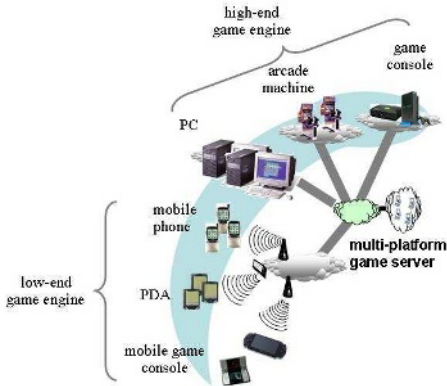 high-end
game engine
game
console
arcade
machine
PC
mobile
phone
multi-platform
game server
low-end
game engine
PDA
mobile game
console